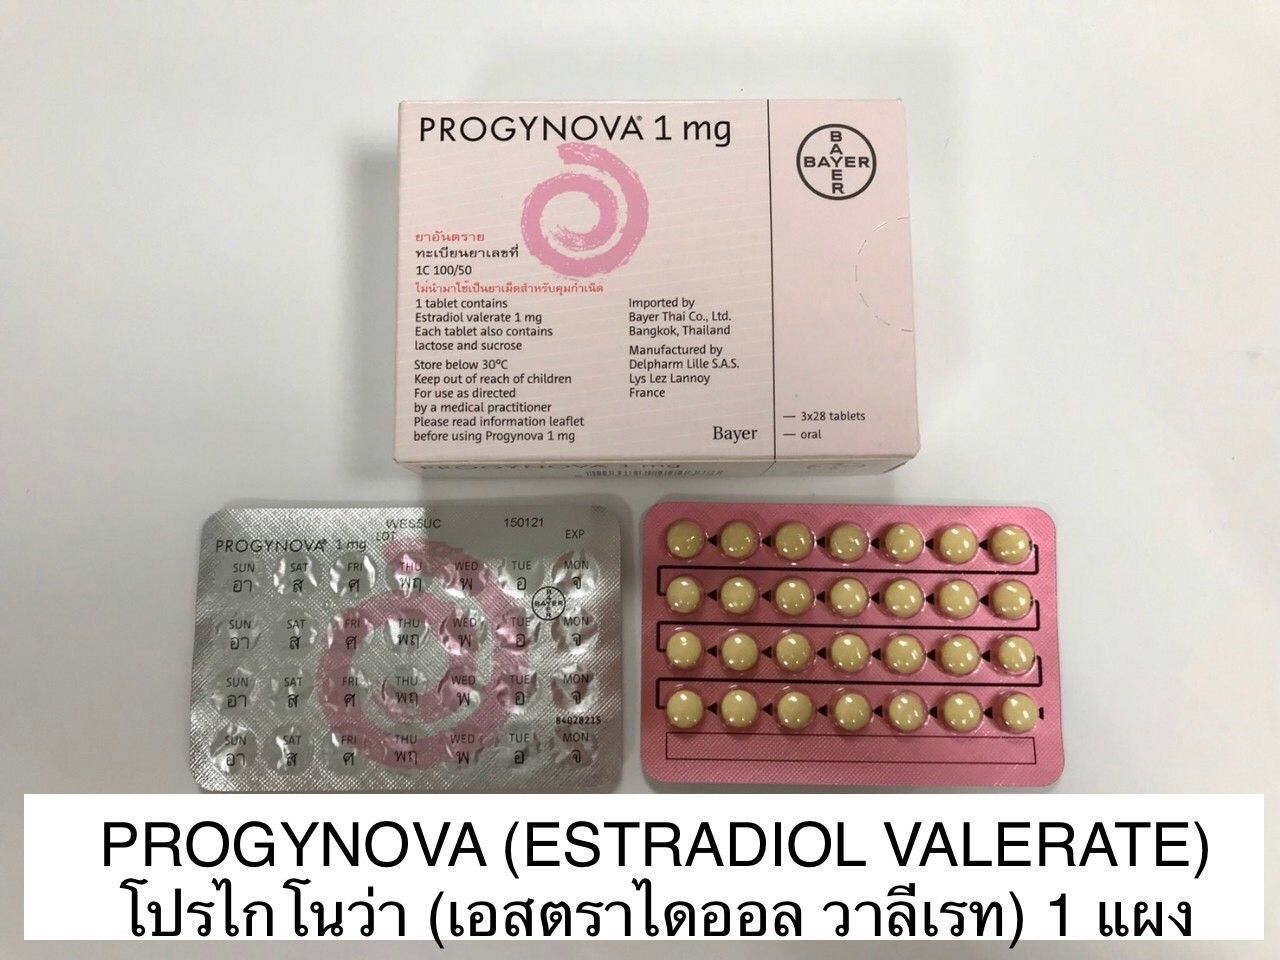 PROGYNOVA® 1 mg
BAYER
BAYER
ยาอันตราย
ทะเบียนยาเลขที่
1C 100/50
ไม่นำมาใช้เป็นยาเม็ดสำหรับคุมกำเนิด
1 tablet contains
Estradiol valerate 1 mg
Each tablet also contains
lactose and sucrose
Store below 30°C
Keep out of reach of children
For use as directed
by a medical practitioner
Please read information leaflet
before using Progynova 1 mg
Imported by
Bayer Thai Co., Ltd.
Bangkok, Thailand
Manufactured by
Delpharm Lille S.A.S.
Lys Lez Lannoy
France
Bayer
— 3x28 tablets
— oral
PROGYNOVA 1 mg
WES5UC 150121
LOT EXP
PROGYNOVA® 1 mg
SUN SAT FRI THU WED TUE MON
อา ส ศ พฤ พ อ จ
BAYER
BAYER
SUN SAT FRI THU WED TUE MON
อา ส ศ พฤ พ อ จ
SUN SAT FRI THU WED TUE MON
อา ส ศ พฤ พ อ จ
84028215
SUN SAT FRI THU WED TUE MON
อา ส ศ พฤ พ อ จ
PROGYNOVA (ESTRADIOL VALERATE)
โปรไกโนว่า (เอสตราไดออล วาลีเรท) 1 แผง